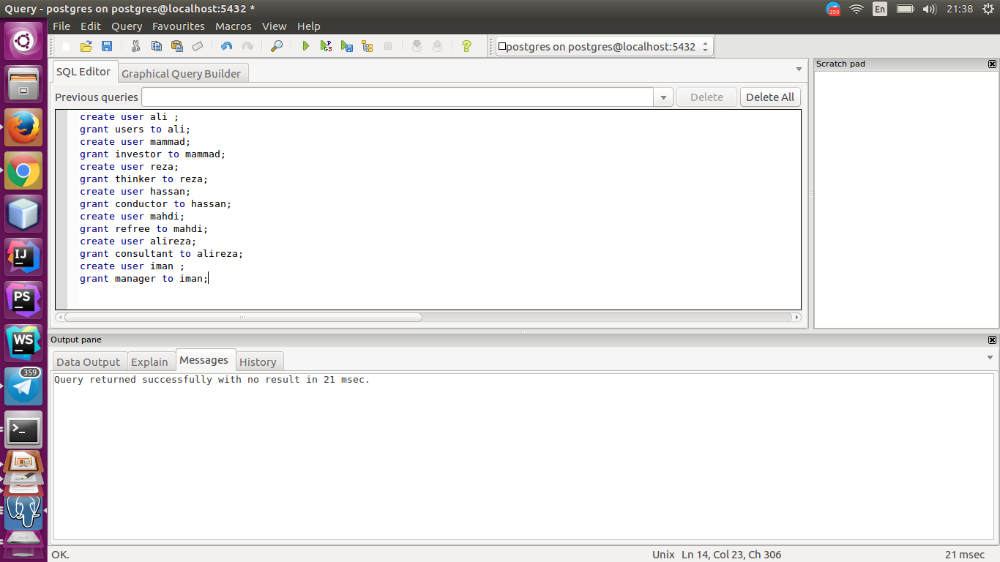 Query - postgres on postgres@localhost:5432 *
359
En
21:38
File Edit Query Favourites Macros View Help
postgres on postgres@localhost:5432
SQL Editor
Graphical Query Builder
Scratch pad
Previous queries
Delete
Delete All
create user ali ;
grant users to ali;
create user mammad;
grant investor to mammad;
create user reza;
grant thinker to reza;
create user hassan;
grant conductor to hassan;
create user mahdi;
grant refree to mahdi;
create user alireza;
grant consultant to alireza;
create user iman ;
grant manager to iman;
IJ
PS
WS
359
Output pane
Data Output Explain Messages History
Query returned successfully with no result in 21 msec.
OK.
Unix Ln 14, Col 23, Ch 306
21 msec